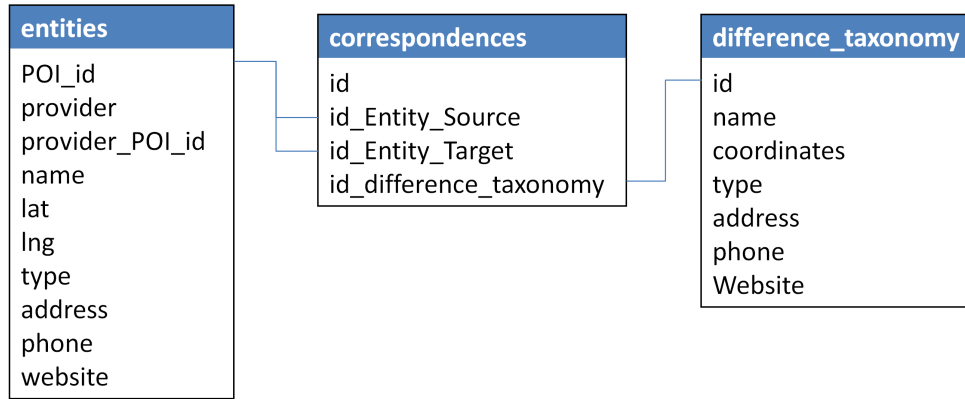 entities
POI_id
provider
provider_POI_id
name
lat
lng
type
address
phone
website
correspondences
id
id_Entity_Source
id_Entity_Target
id_difference_taxonomy
difference_taxonomy
id
name
coordinates
type
address
phone
Website